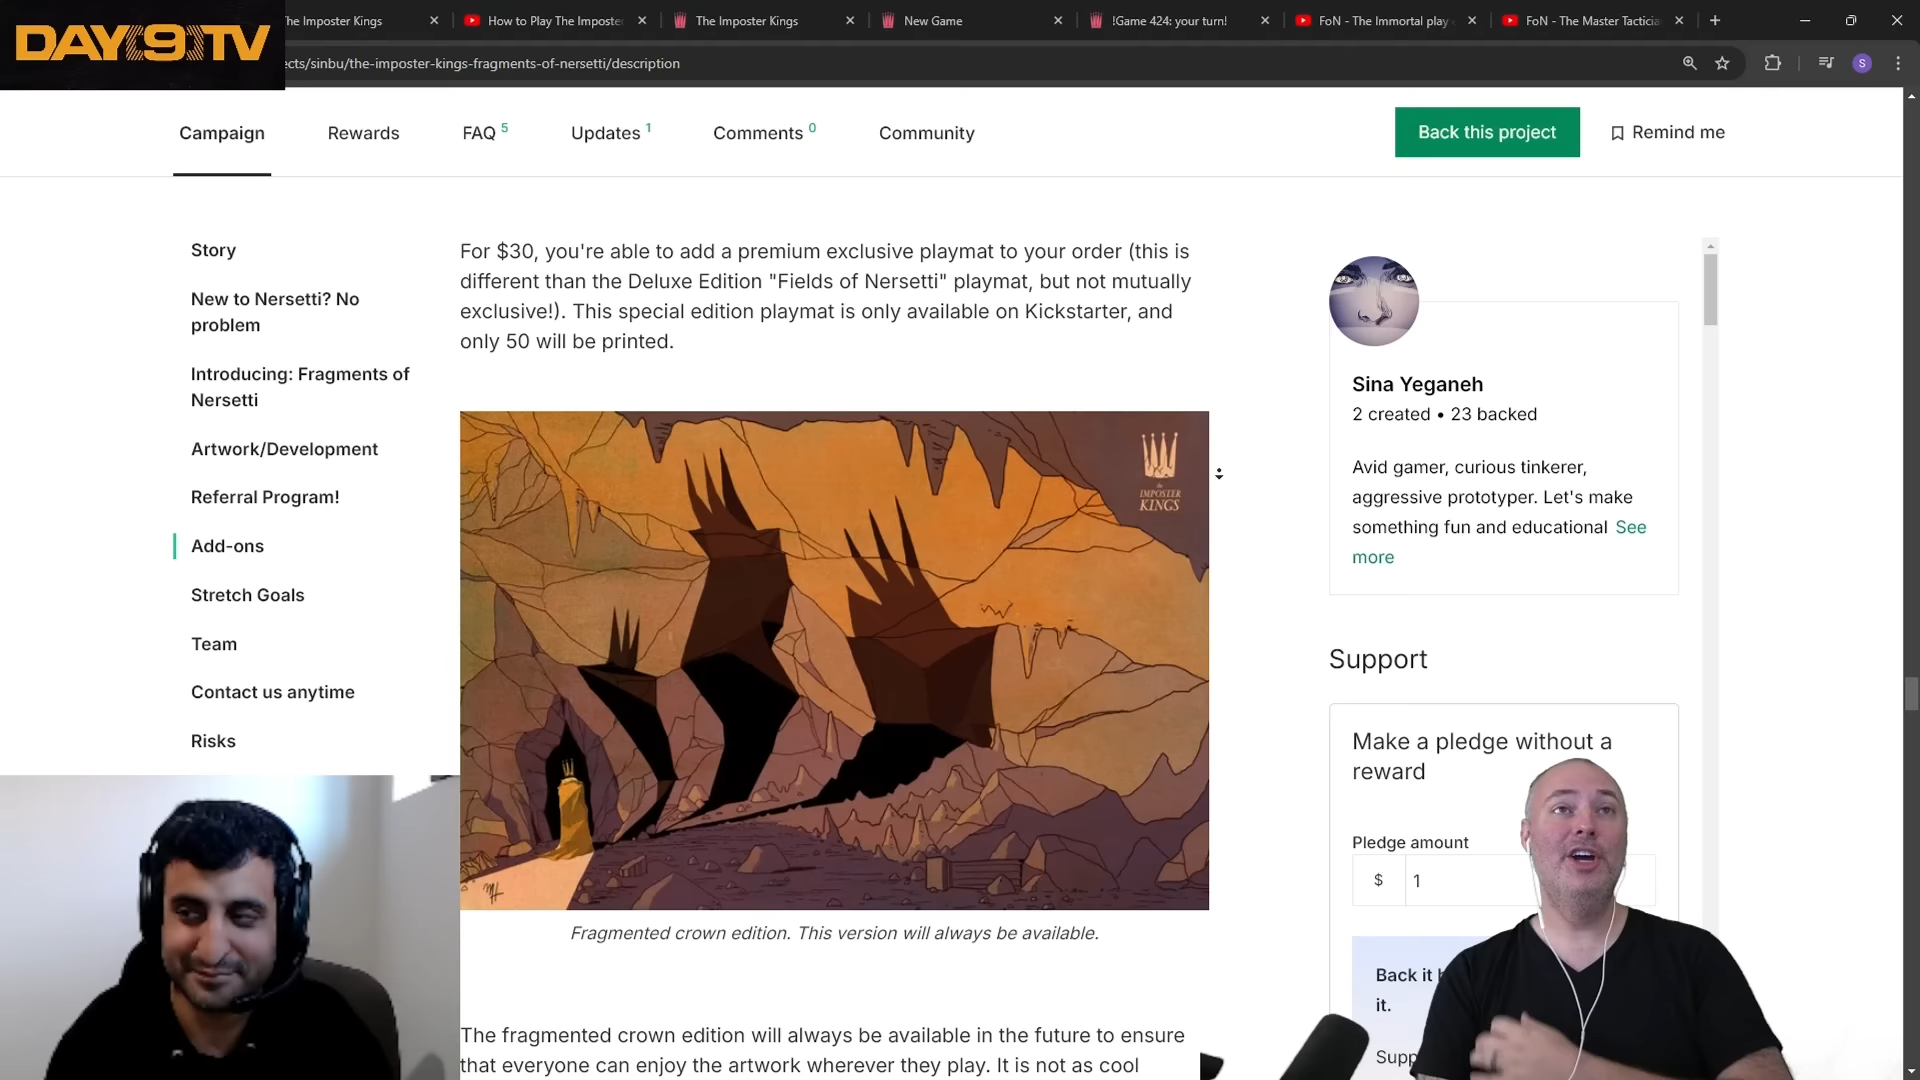 DAY[9]TV
The Imposter Kings
How to Play The Imposte
The Imposter Kings
New Game
!Game 424: your turn!
FoN - The Immortal play
FoN - The Master Tacticia
ects/sinbu/the-imposter-kings-fragments-of-nersetti/description
S
Campaign
Rewards
FAQ 5
Updates 1
Comments 0
Community
Back this project
Remind me
Story
New to Nersetti? No
problem
Introducing: Fragments of
Nersetti
Artwork/Development
Referral Program!
Add-ons
Stretch Goals
Team
Contact us anytime
Risks
For $30, you're able to add a premium exclusive playmat to your order (this is
different than the Deluxe Edition "Fields of Nersetti" playmat, but not mutually
exclusive!). This special edition playmat is only available on Kickstarter, and
only 50 will be printed.
the
IMPOSTER
KINGS
Fragmented crown edition. This version will always be available.
The fragmented crown edition will always be available in the future to ensure
that everyone can enjoy the artwork wherever they play. It is not as cool
Sina Yeganeh
2 created • 23 backed
Avid gamer, curious tinkerer,
aggressive prototyper. Let's make
something fun and educational See
more
Support
Make a pledge without a
reward
Pledge amount
$ 1
Back it
it.
Supp